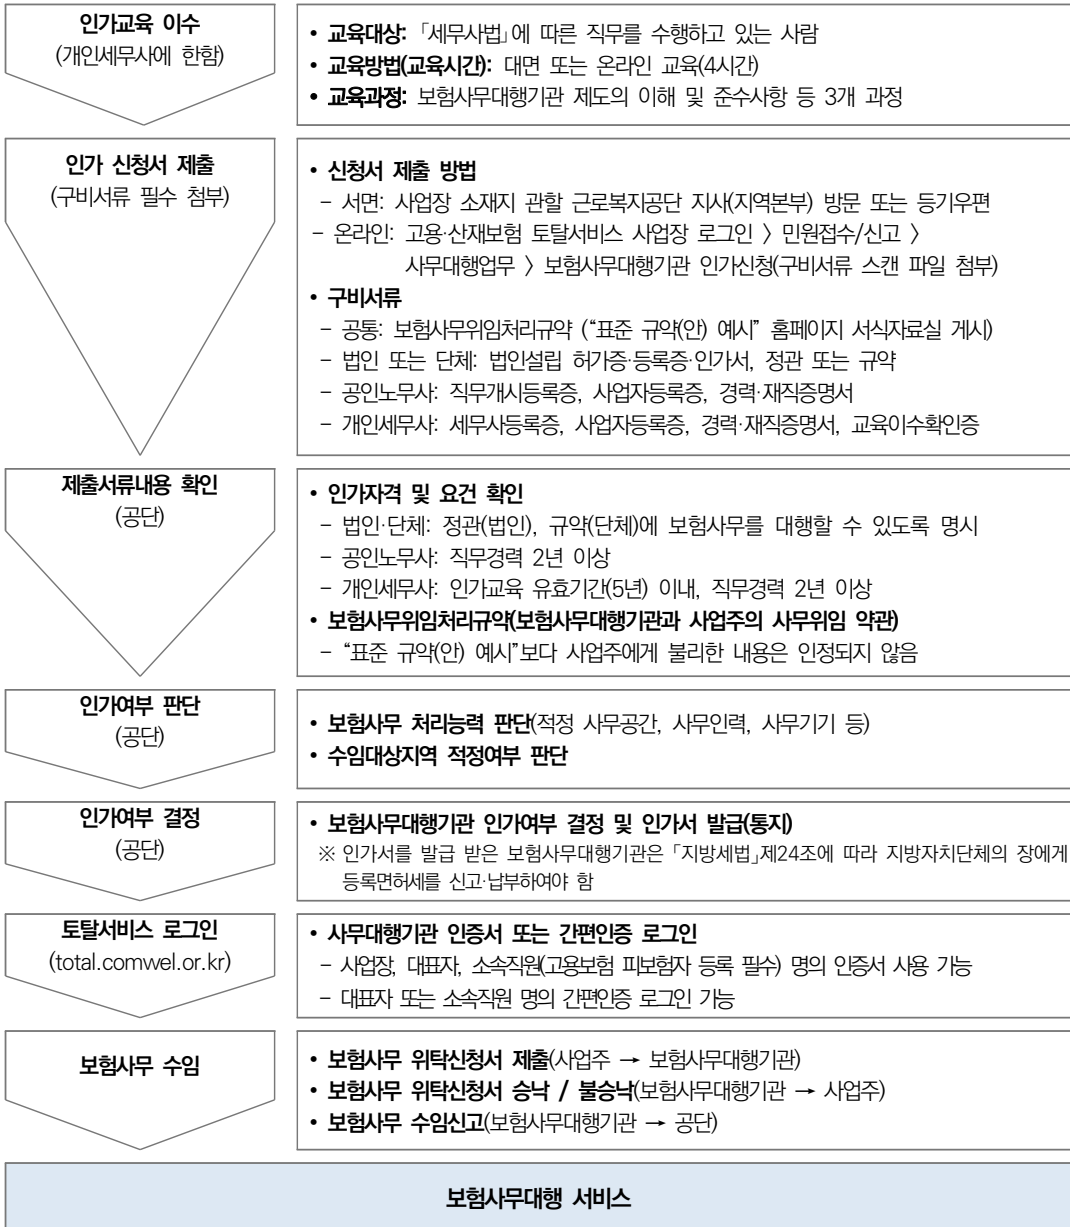 인가교육 이수
(개인세무사에 한함)
• 교육대상: 「세무사법」에 따른 직무를 수행하고 있는 사람
• 교육방법(교육시간): 대면 또는 온라인 교육(4시간)
• 교육과정: 보험사무대행기관 제도의 이해 및 준수사항 등 3개 과정
인가 신청서 제출
(구비서류 필수 첨부)
• 신청서 제출 방법
– 서면: 사업장 소재지 관할 근로복지공단 지사(지역본부) 방문 또는 등기우편
– 온라인: 고용·산재보험 토탈서비스 사업장 로그인 > 민원접수/신고 >
사무대행업무 > 보험사무대행기관 인가신청(구비서류 스캔 파일 첨부)
• 구비서류
– 공통: 보험사무위임처리규약 (“표준 규약(안) 예시” 홈페이지 서식자료실 게시)
– 법인 또는 단체: 법인설립 허가증·등록증·인가서, 정관 또는 규약
– 공인노무사: 직무개시등록증, 사업자등록증, 경력·재직증명서
– 개인세무사: 세무사등록증, 사업자등록증, 경력·재직증명서, 교육이수확인증
제출서류내용 확인
(공단)
• 인가자격 및 요건 확인
– 법인·단체: 정관(법인), 규약(단체)에 보험사무를 대행할 수 있도록 명시
– 공인노무사: 직무경력 2년 이상
– 개인세무사: 인가교육 유효기간(5년) 이내, 직무경력 2년 이상
• 보험사무위임처리규약(보험사무대행기관과 사업주의 사무위임 약관)
– “표준 규약(안) 예시”보다 사업주에게 불리한 내용은 인정되지 않음
인가여부 판단
(공단)
• 보험사무 처리능력 판단(적정 사무공간, 사무인력, 사무기기 등)
• 수임대상지역 적정여부 판단
인가여부 결정
(공단)
• 보험사무대행기관 인가여부 결정 및 인가서 발급(통지)
※ 인가서를 발급 받은 보험사무대행기관은 「지방세법」제24조에 따라 지방자치단체의 장에게
등록면허세를 신고·납부하여야 함
토탈서비스 로그인
(total.comwel.or.kr)
• 사무대행기관 인증서 또는 간편인증 로그인
– 사업장, 대표자, 소속직원(고용보험 피보험자 등록 필수) 명의 인증서 사용 가능
– 대표자 또는 소속직원 명의 간편인증 로그인 가능
보험사무 수임
• 보험사무 위탁신청서 제출(사업주 → 보험사무대행기관)
• 보험사무 위탁신청서 승낙 / 불승낙(보험사무대행기관 → 사업주)
• 보험사무 수임신고(보험사무대행기관 → 공단)
보험사무대행 서비스